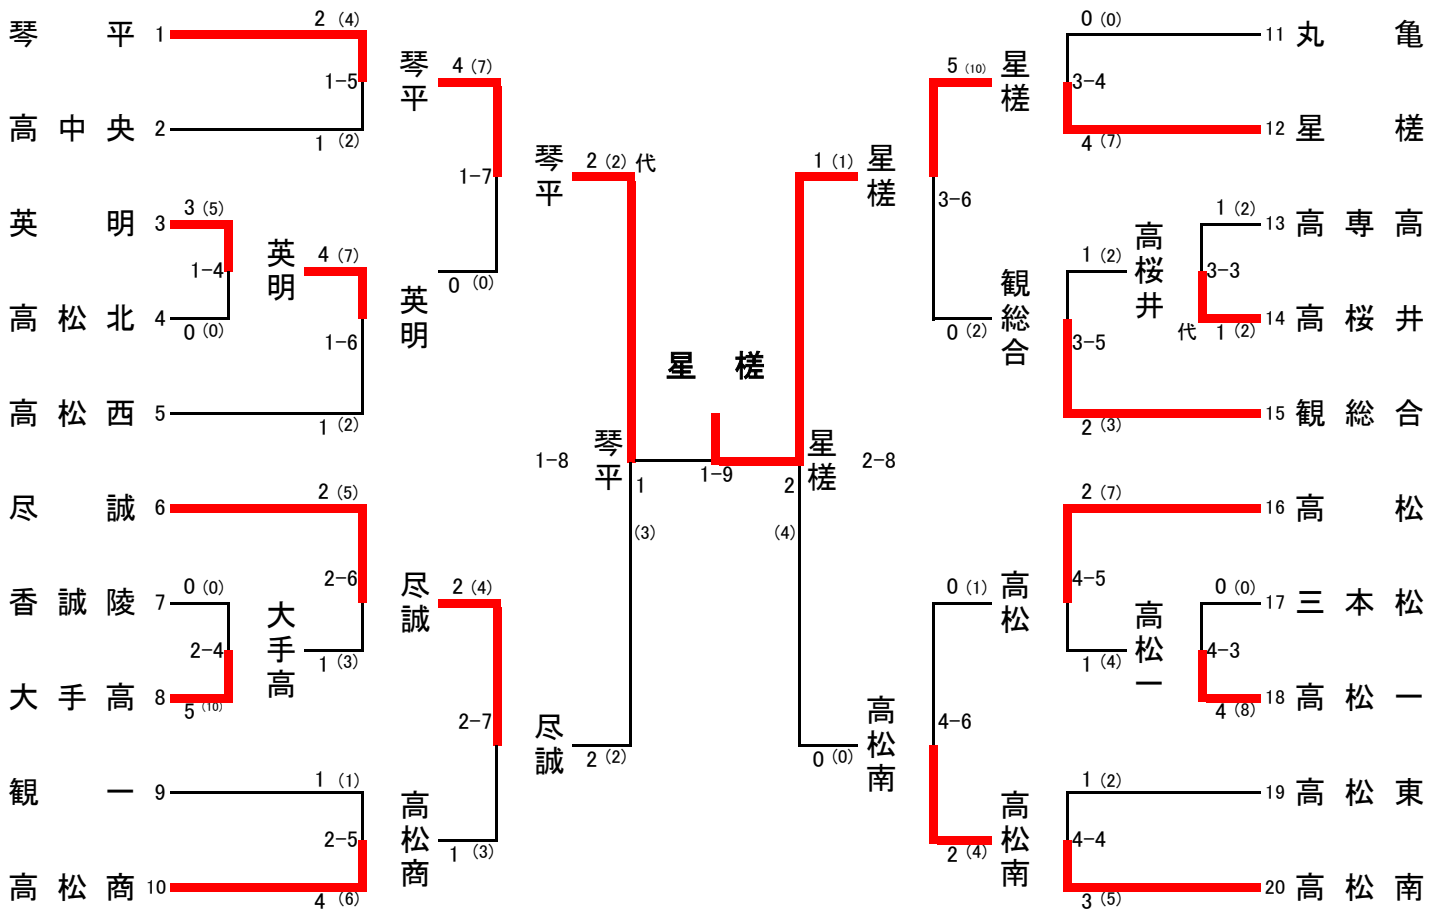 琴平 1 2 (4)
1-5
高中央 2 1 (2)
琴平 4 (7)
1-7
英明 3 3 (5)
1-4
高松北 4 0 (0)
英明 4 (7)
1-6
高松西 5 1 (2)
英明 0 (0)
琴平 2 (2) 代
1-8
尽誠 6 2 (5)
2-6
香誠陵 7 0 (0)
2-4
大手高 8 5 (10)
大手高 1 (3)
尽誠 2 (4)
2-7
観一 9 1 (1)
2-5
高松商 10 4 (6)
高松商 1 (3)
尽誠 2 (2)
星槎
琴平 1 (3)
1-9
星槎 2 (4)
2-8
星槎 1 (1)
星槎 5 (10)
3-6
0 (0) 11 丸亀
3-4
4 (7) 12 星槎
1 (2) 13 高専高
3-3
代 1 (2) 14 高桜井
1 (2) 高桜井
3-5
2 (3) 15 観総合
0 (2) 観総合
2 (7) 16 高松
4-5
0 (0) 17 三本松
4-3
4 (8) 18 高松一
1 (4) 高松一
0 (1) 高松
4-6
1 (2) 19 高松東
4-4
3 (5) 20 高松南
2 (4) 高松南
0 (0) 高松南